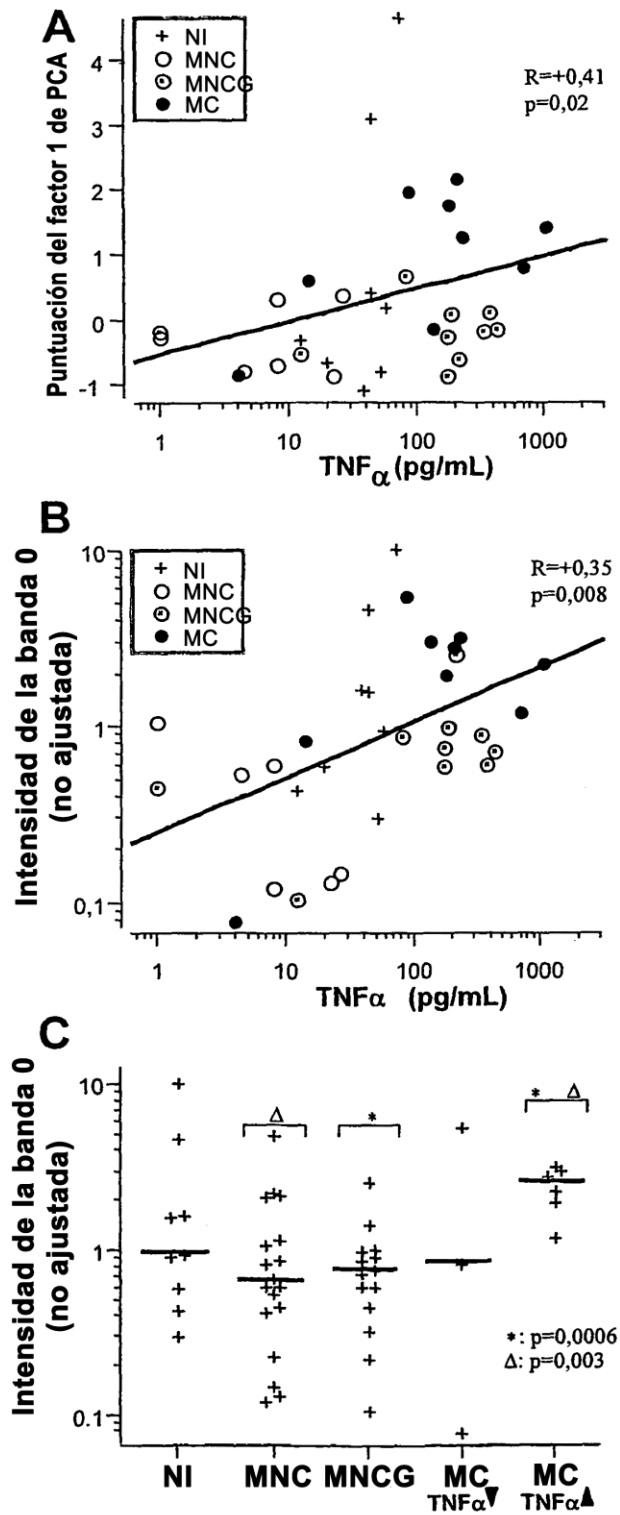 A
+ NI
○ MNC
⊙ MNCG
● MC
R=+0,41
p=0,02
Puntuación del factor 1 de PCA
4
3
2
1
0
-1
1
10
100
1000
TNFα (pg/mL)
B
+ NI
○ MNC
⊙ MNCG
● MC
R=+0,35
p=0,008
Intensidad de la banda 0
(no ajustada)
10
1
0,1
1
10
100
1000
TNFα (pg/mL)
C
Intensidad de la banda 0
(no ajustada)
10
1
0.1
Δ
*
* Δ
*: p=0,0006
Δ: p=0,003
NI
MNC
MNCG
MC
TNFα▼
MC
TNFα▲